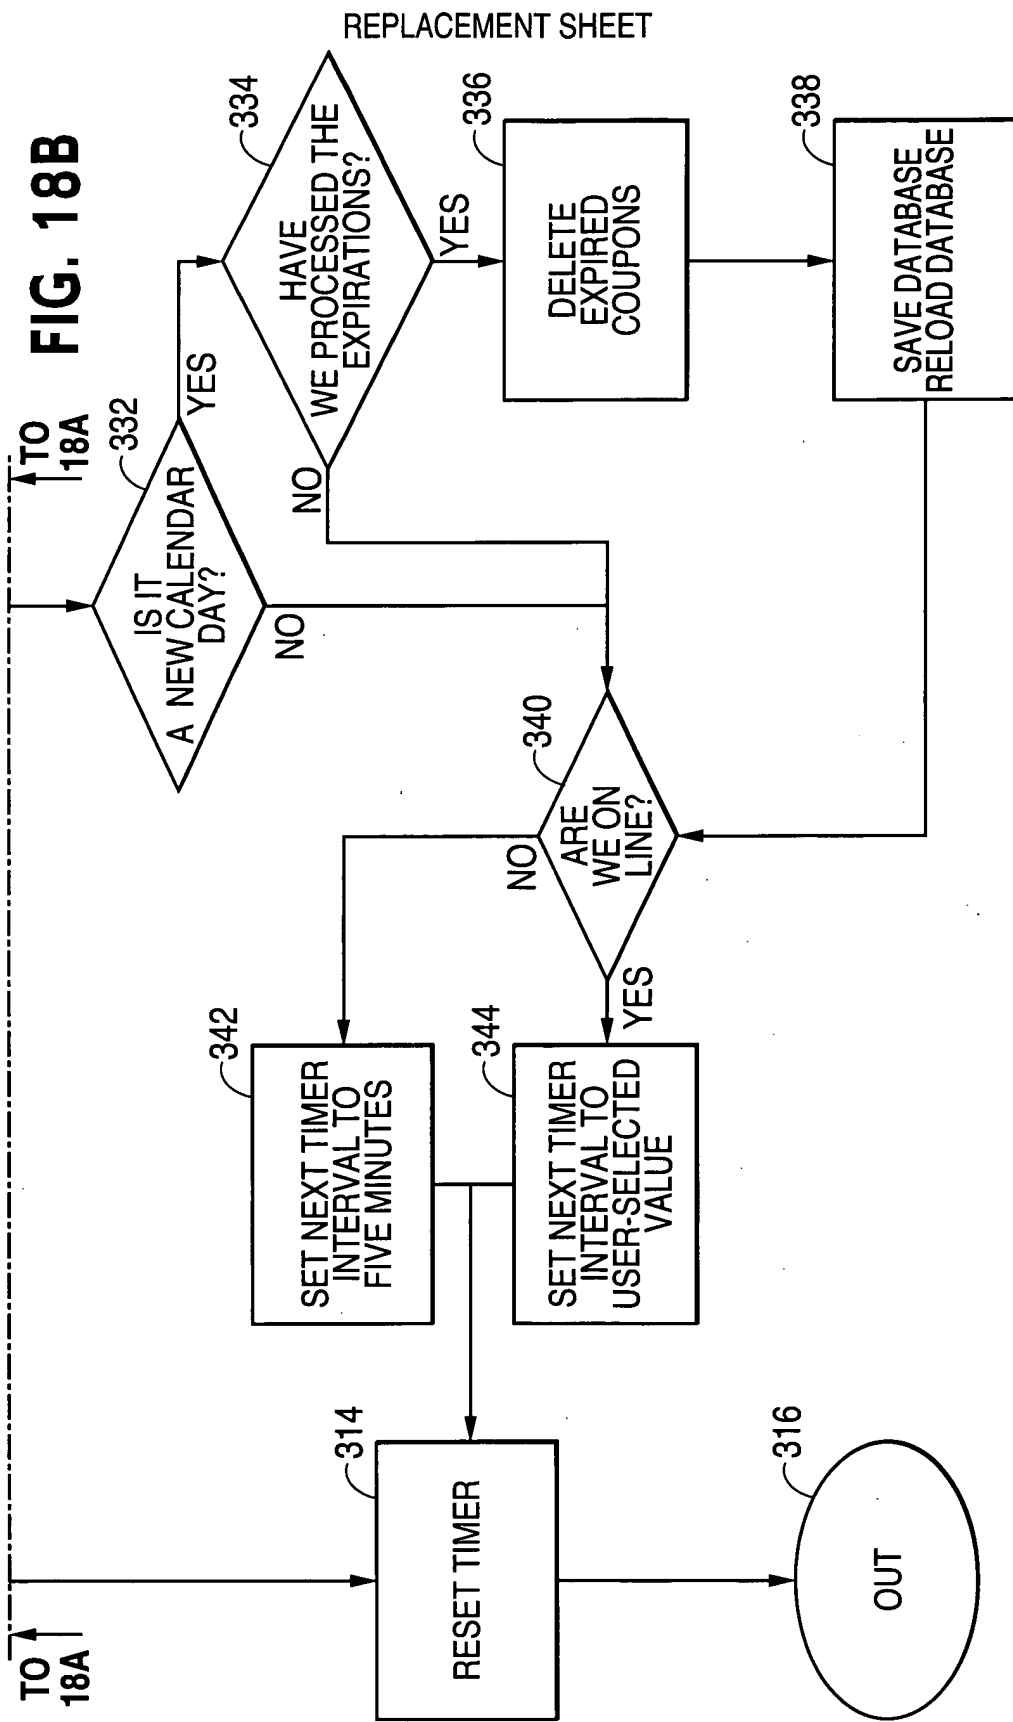 REPLACEMENT SHEET
FIG. 18B
TO
18A
TO
18A
332
IS IT
A NEW CALENDAR
DAY?
YES
NO
334
HAVE
WE PROCESSED THE
EXPIRATIONS?
YES
NO
336
DELETE
EXPIRED
COUPONS
338
SAVE DATABASE
RELOAD DATABASE
340
ARE
WE ON
LINE?
NO
YES
342
SET NEXT TIMER
INTERVAL TO
FIVE MINUTES
344
SET NEXT TIMER
INTERVAL TO
USER-SELECTED
VALUE
314
RESET TIMER
316
OUT